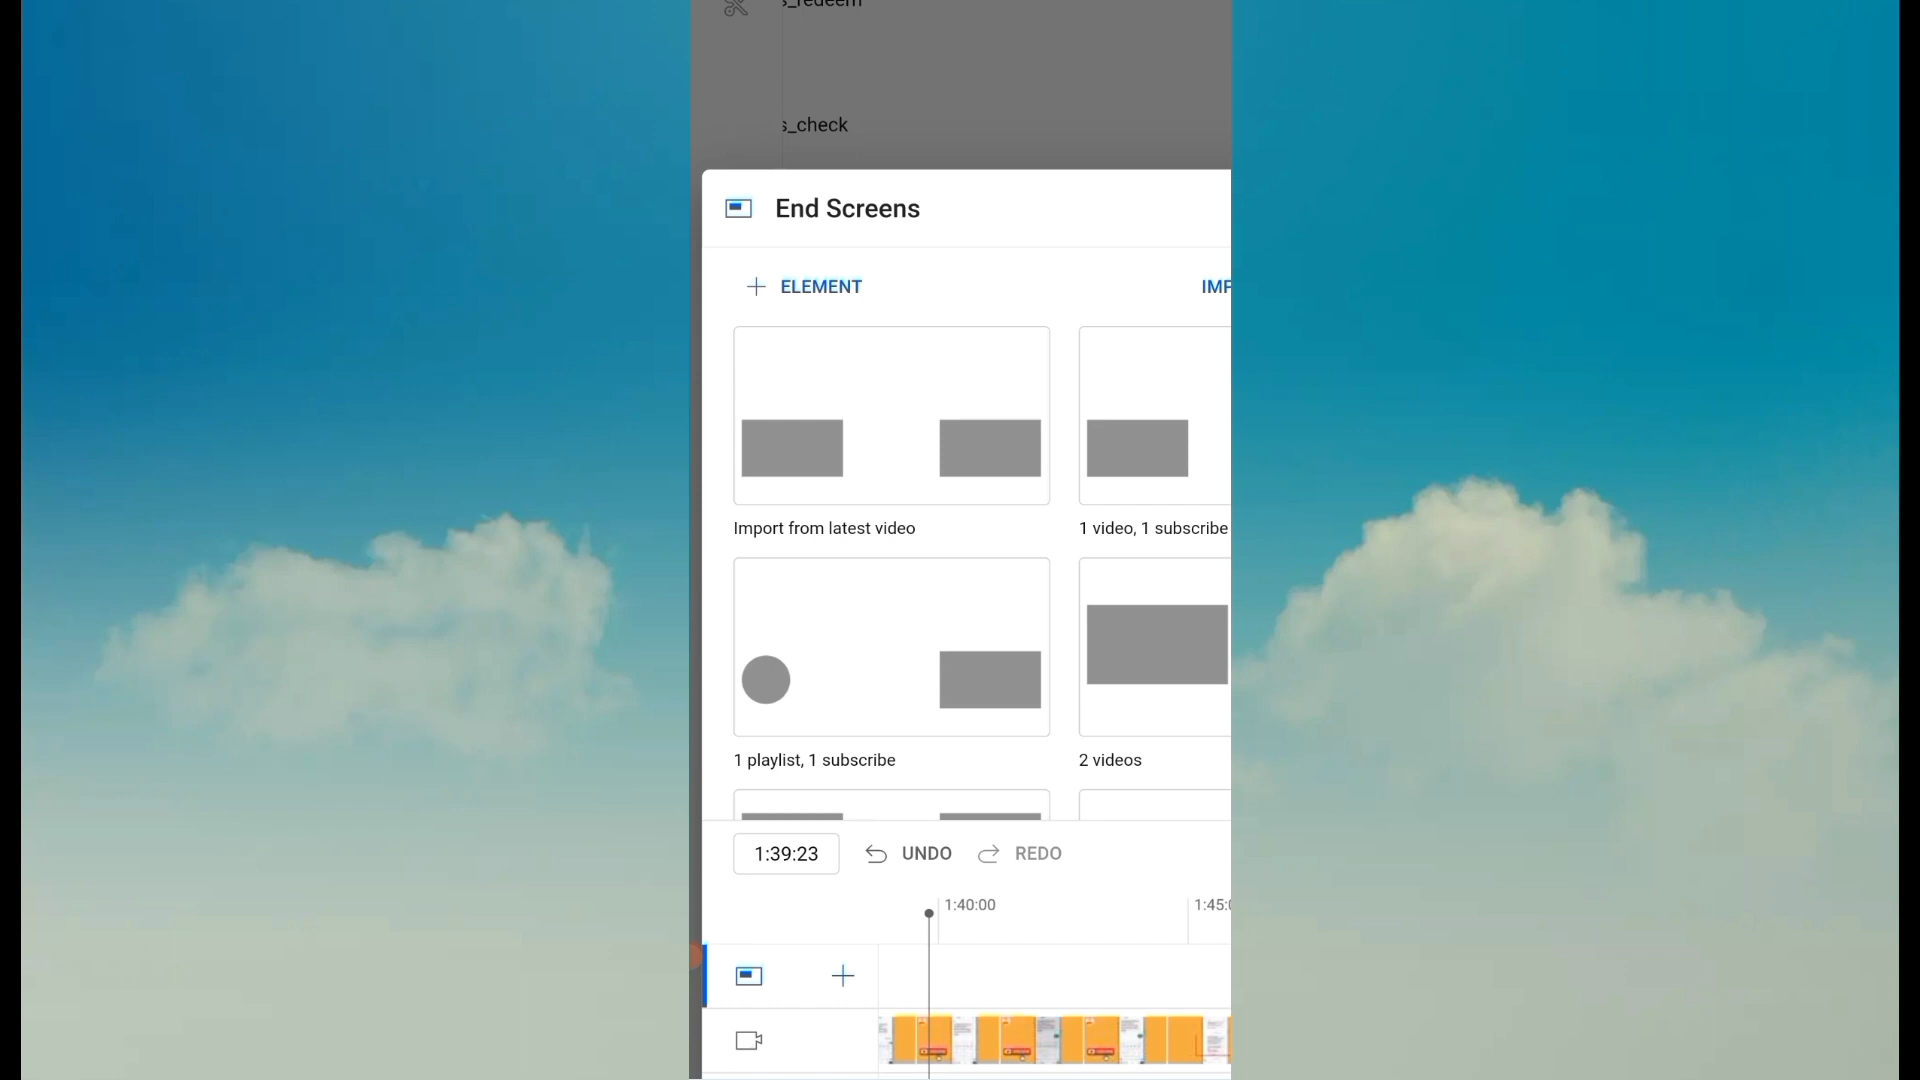 s_redeem
s_check
End Screens
ELEMENT
IMP
Import from latest video
1 video, 1 subscribe
1 playlist, 1 subscribe
2 videos
1:39:23
UNDO
REDO
1:40:00
1:45:0